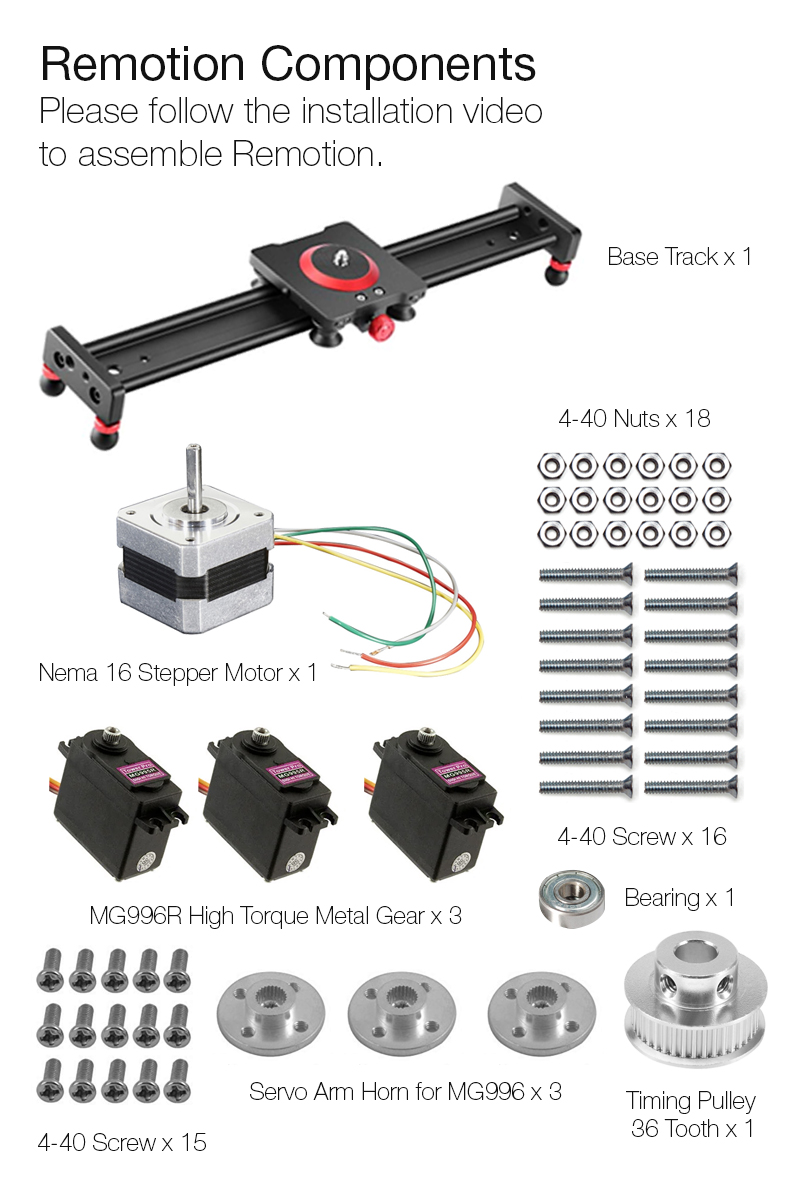 Remotion Components
Please follow the installation video
to assemble Remotion.
Base Track x 1
4-40 Nuts x 18
Nema 16 Stepper Motor x 1
Tower Pro
MG995R
Tower Pro
MG995R
Tower Pro
MG995R
4-40 Screw x 16
MG996R High Torque Metal Gear x 3
Bearing x 1
Servo Arm Horn for MG996 x 3
Timing Pulley
36 Tooth x 1
4-40 Screw x 15